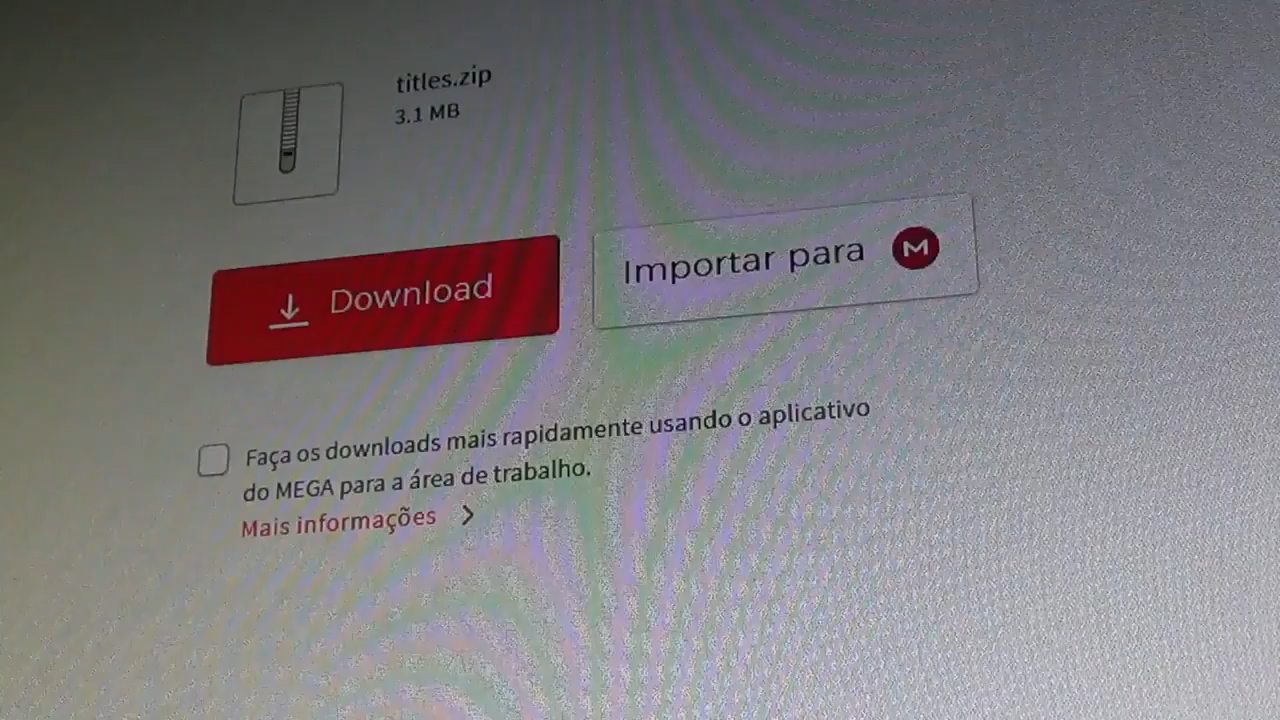 titles.zip
3.1 MB
Download
Importar para M
Faça os downloads mais rapidamente usando o aplicativo
do MEGA para a área de trabalho.
Mais informações